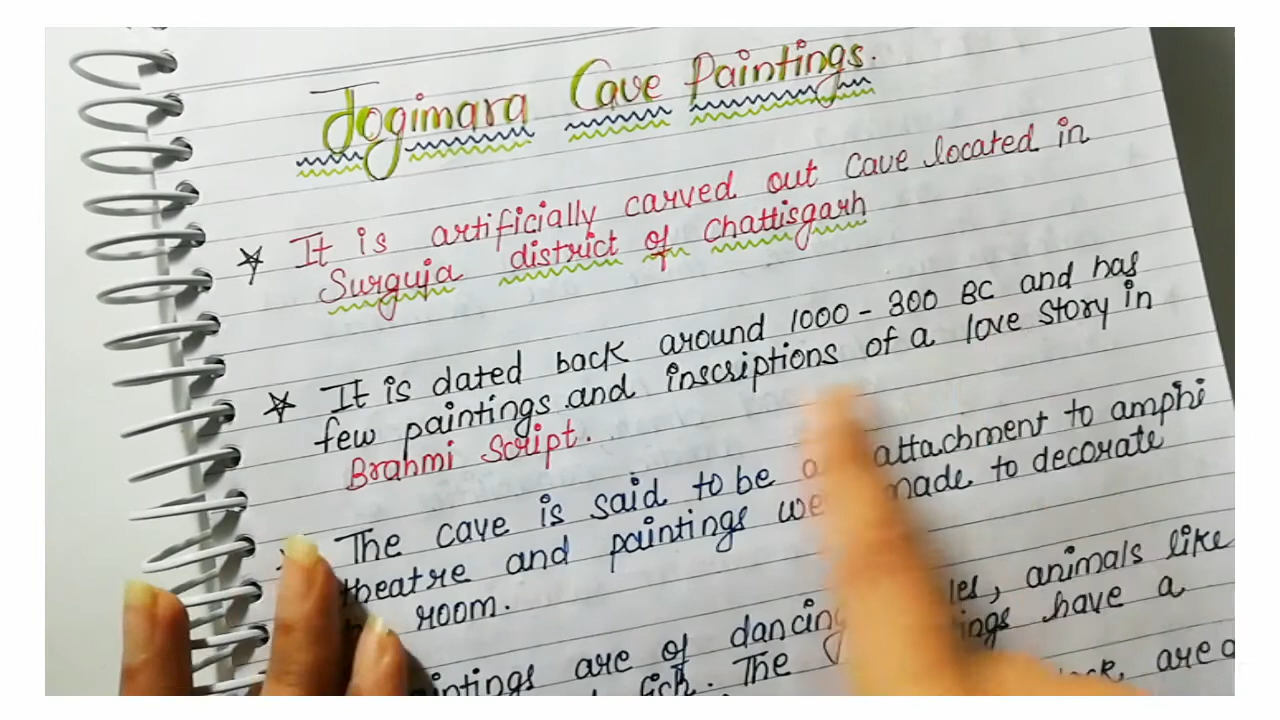 Jogimara Cave Paintings.
It is artificially carved out Cave located in
Surguja district of Chattisgarh
It is dated back around 1000 - 300 BC and has
few paintings and inscriptions of a love story in
Brahmi Script.
The cave is said to be attachment to amphi
theatre and paintings made to decorate
room.
are of dancing animals like
fish. The have a
are